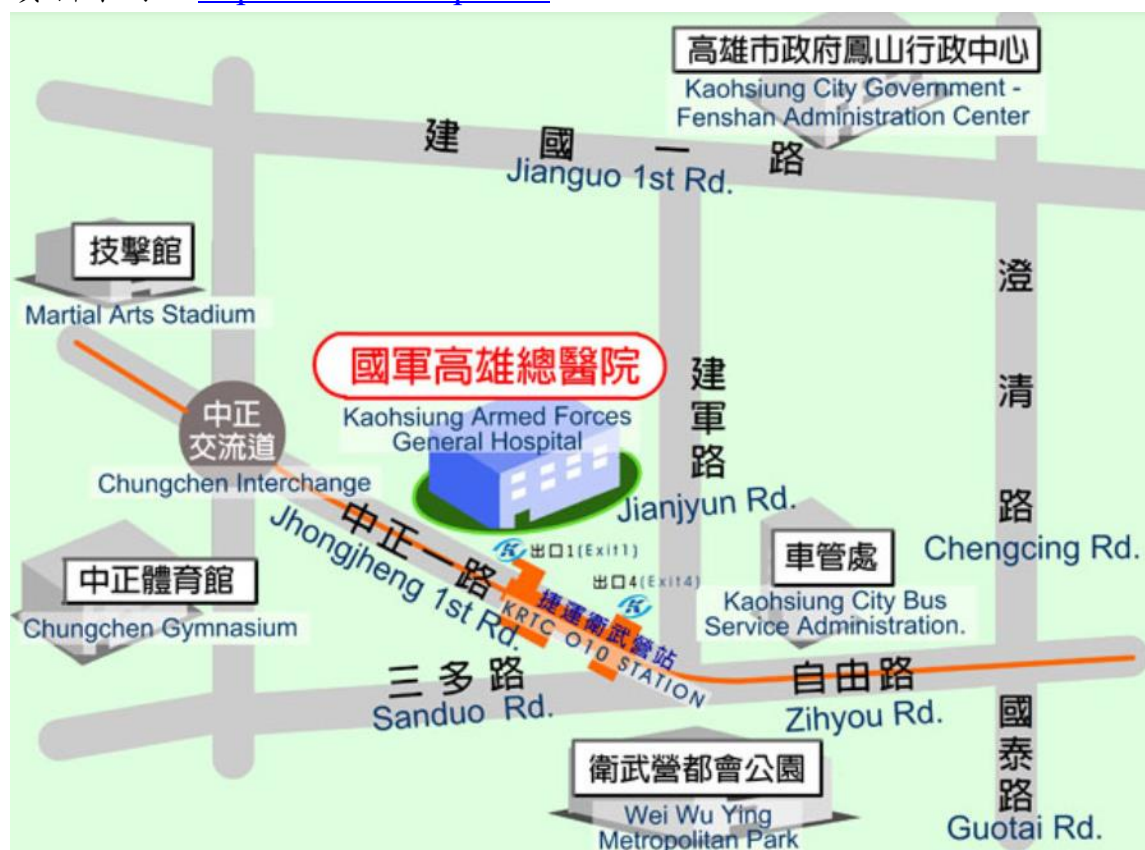 高雄市政府鳳山行政中心
Kaohsiung City Government -
Fenshan Administration Center
建國一路
Jianguo 1st Rd.
技擊館
Martial Arts Stadium
澄清路
Chengcing Rd.
國軍高雄總醫院
Kaohsiung Armed Forces
General Hospital
建軍路
Jianjyun Rd.
中正
交流道
Chungchen Interchange
中正一路
Jhongjheng 1st Rd.
出口1(Exit1)
出口4(Exit4)
捷運衛武營站
KRTC O10 STATION
車管處
Kaohsiung City Bus
Service Administration.
中正體育館
Chungchen Gymnasium
三多路
Sanduo Rd.
自由路
Zihyou Rd.
國泰路
Guotai Rd.
衛武營都會公園
Wei Wu Ying
Metropolitan Park